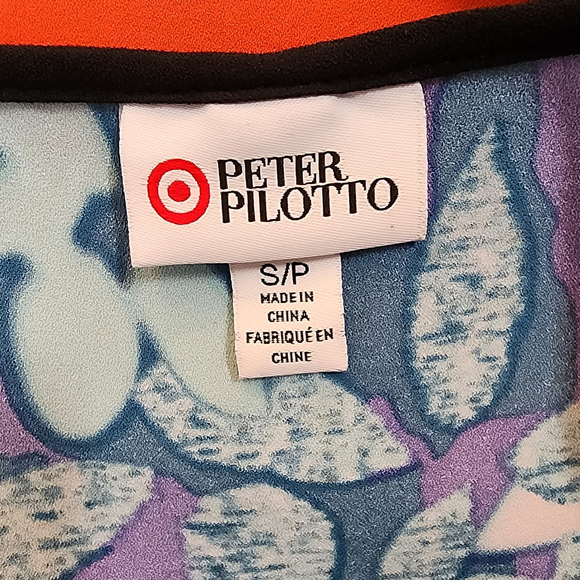 PETER
PILOTTO
S/P
MADE IN
CHINA
FABRIQUÉ EN
CHINE